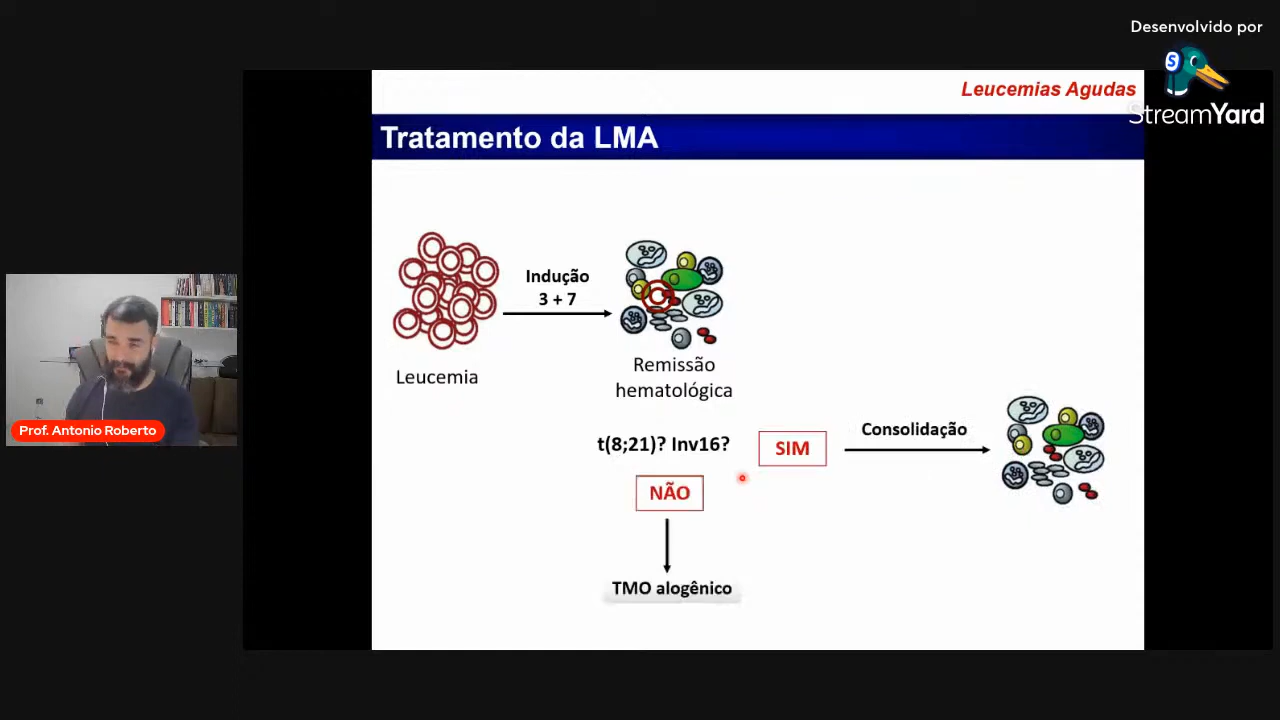 Desenvolvido por
S
StreamYard
Leucemias Agudas
Tratamento da LMA
Indução
3 + 7
Leucemia
Remissão
hematológica
Prof. Antonio Roberto
t(8;21)? Inv16?
SIM
Consolidação
NÃO
TMO alogênico